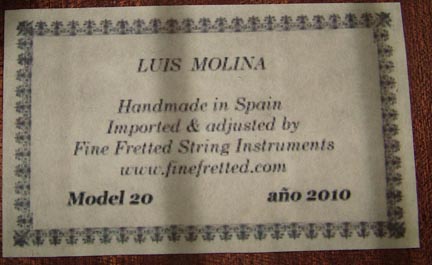 LUIS MOLINA
Handmade in Spain
Imported & adjusted by
Fine Fretted String Instruments
www.finefretted.com
Model 20 año 2010